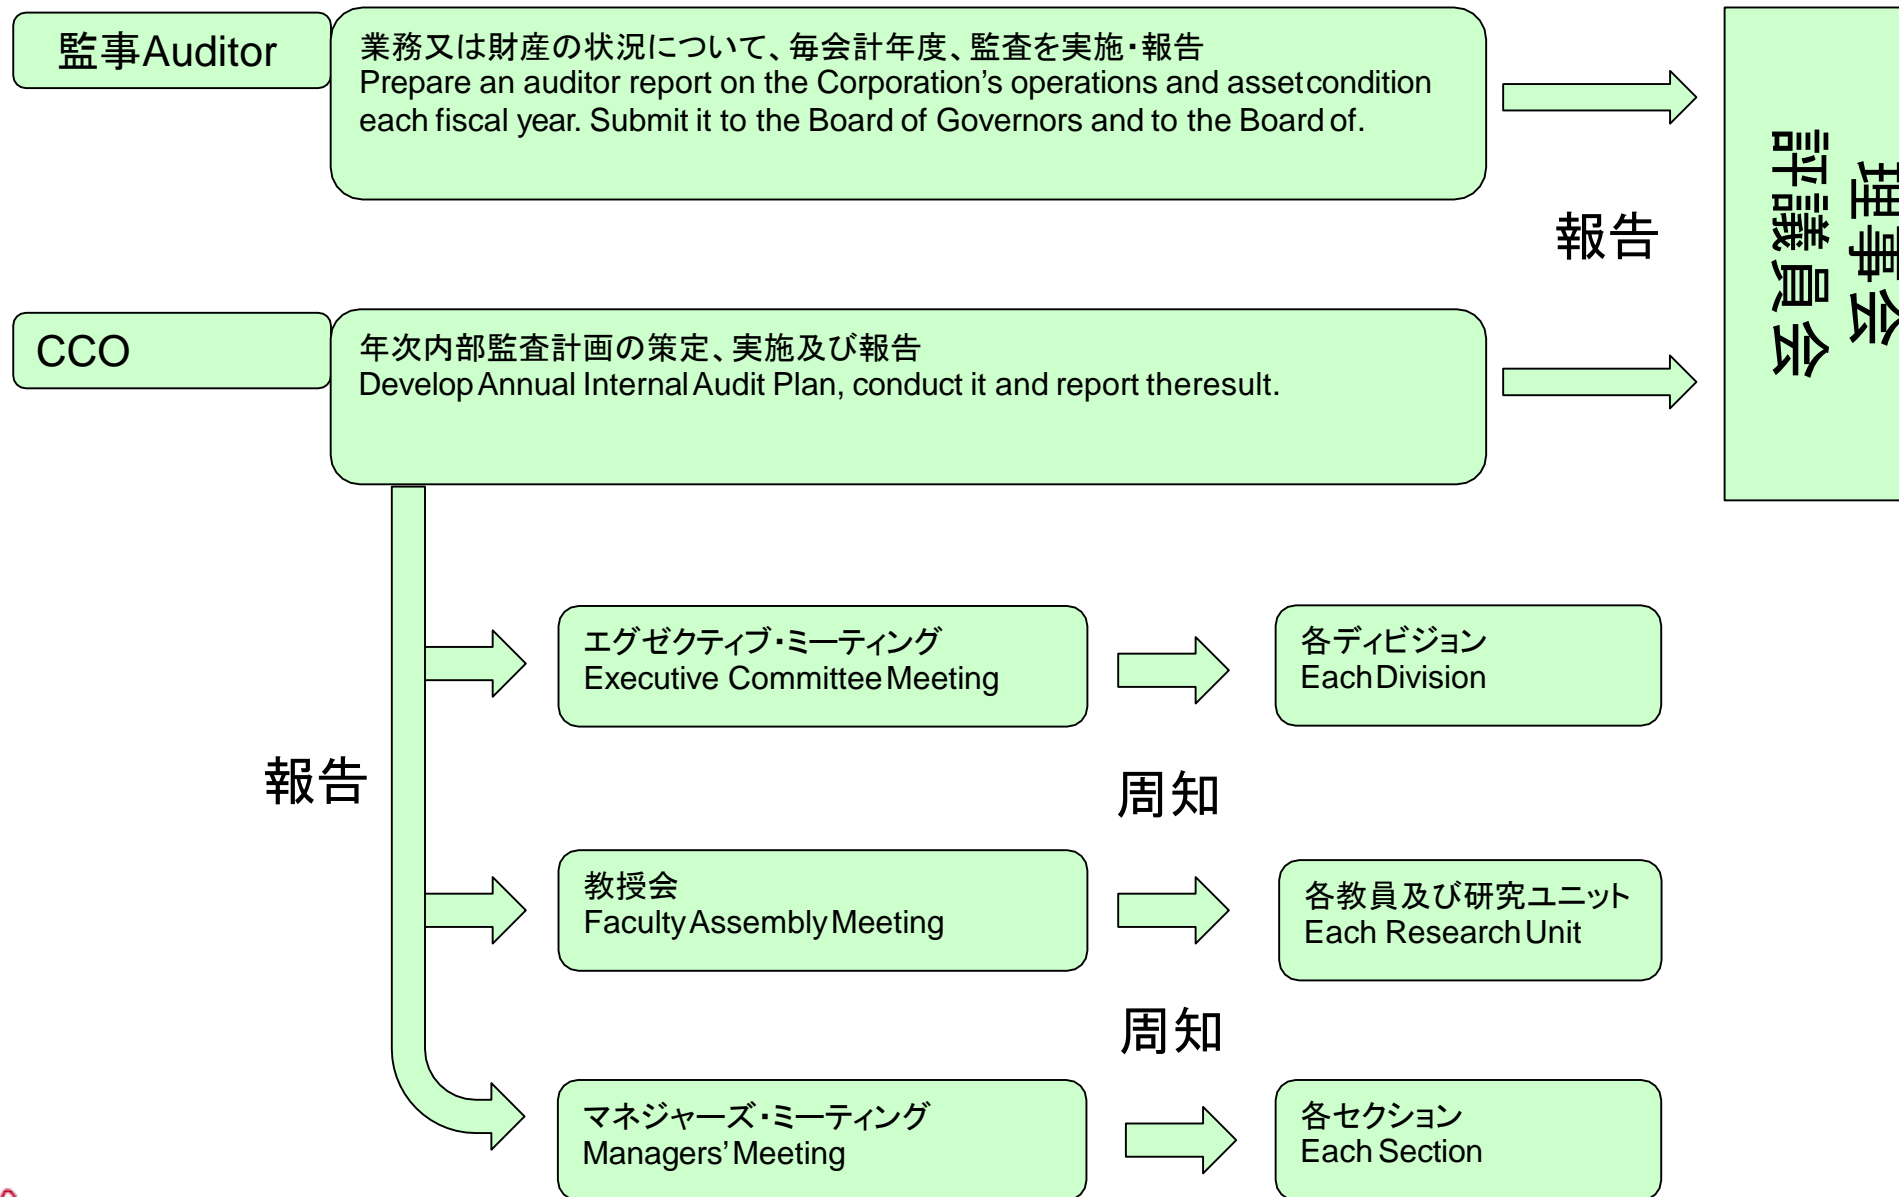 監事Auditor
業務又は財産の状況について、毎会計年度、監査を実施・報告
Prepare an auditor report on the Corporation's operations and asset condition
each fiscal year. Submit it to the Board of Governors and to the Board of.
報告
理事会
評議員会
CCO
年次内部監査計画の策定、実施及び報告
Develop Annual Internal Audit Plan, conduct it and report theresult.
エグゼクティブ・ミーティング
Executive Committee Meeting
各ディビジョン
Each Division
報告
周知
教授会
Faculty Assembly Meeting
各教員及び研究ユニット
Each Research Unit
周知
マネジャーズ・ミーティング
Managers' Meeting
各セクション
Each Section